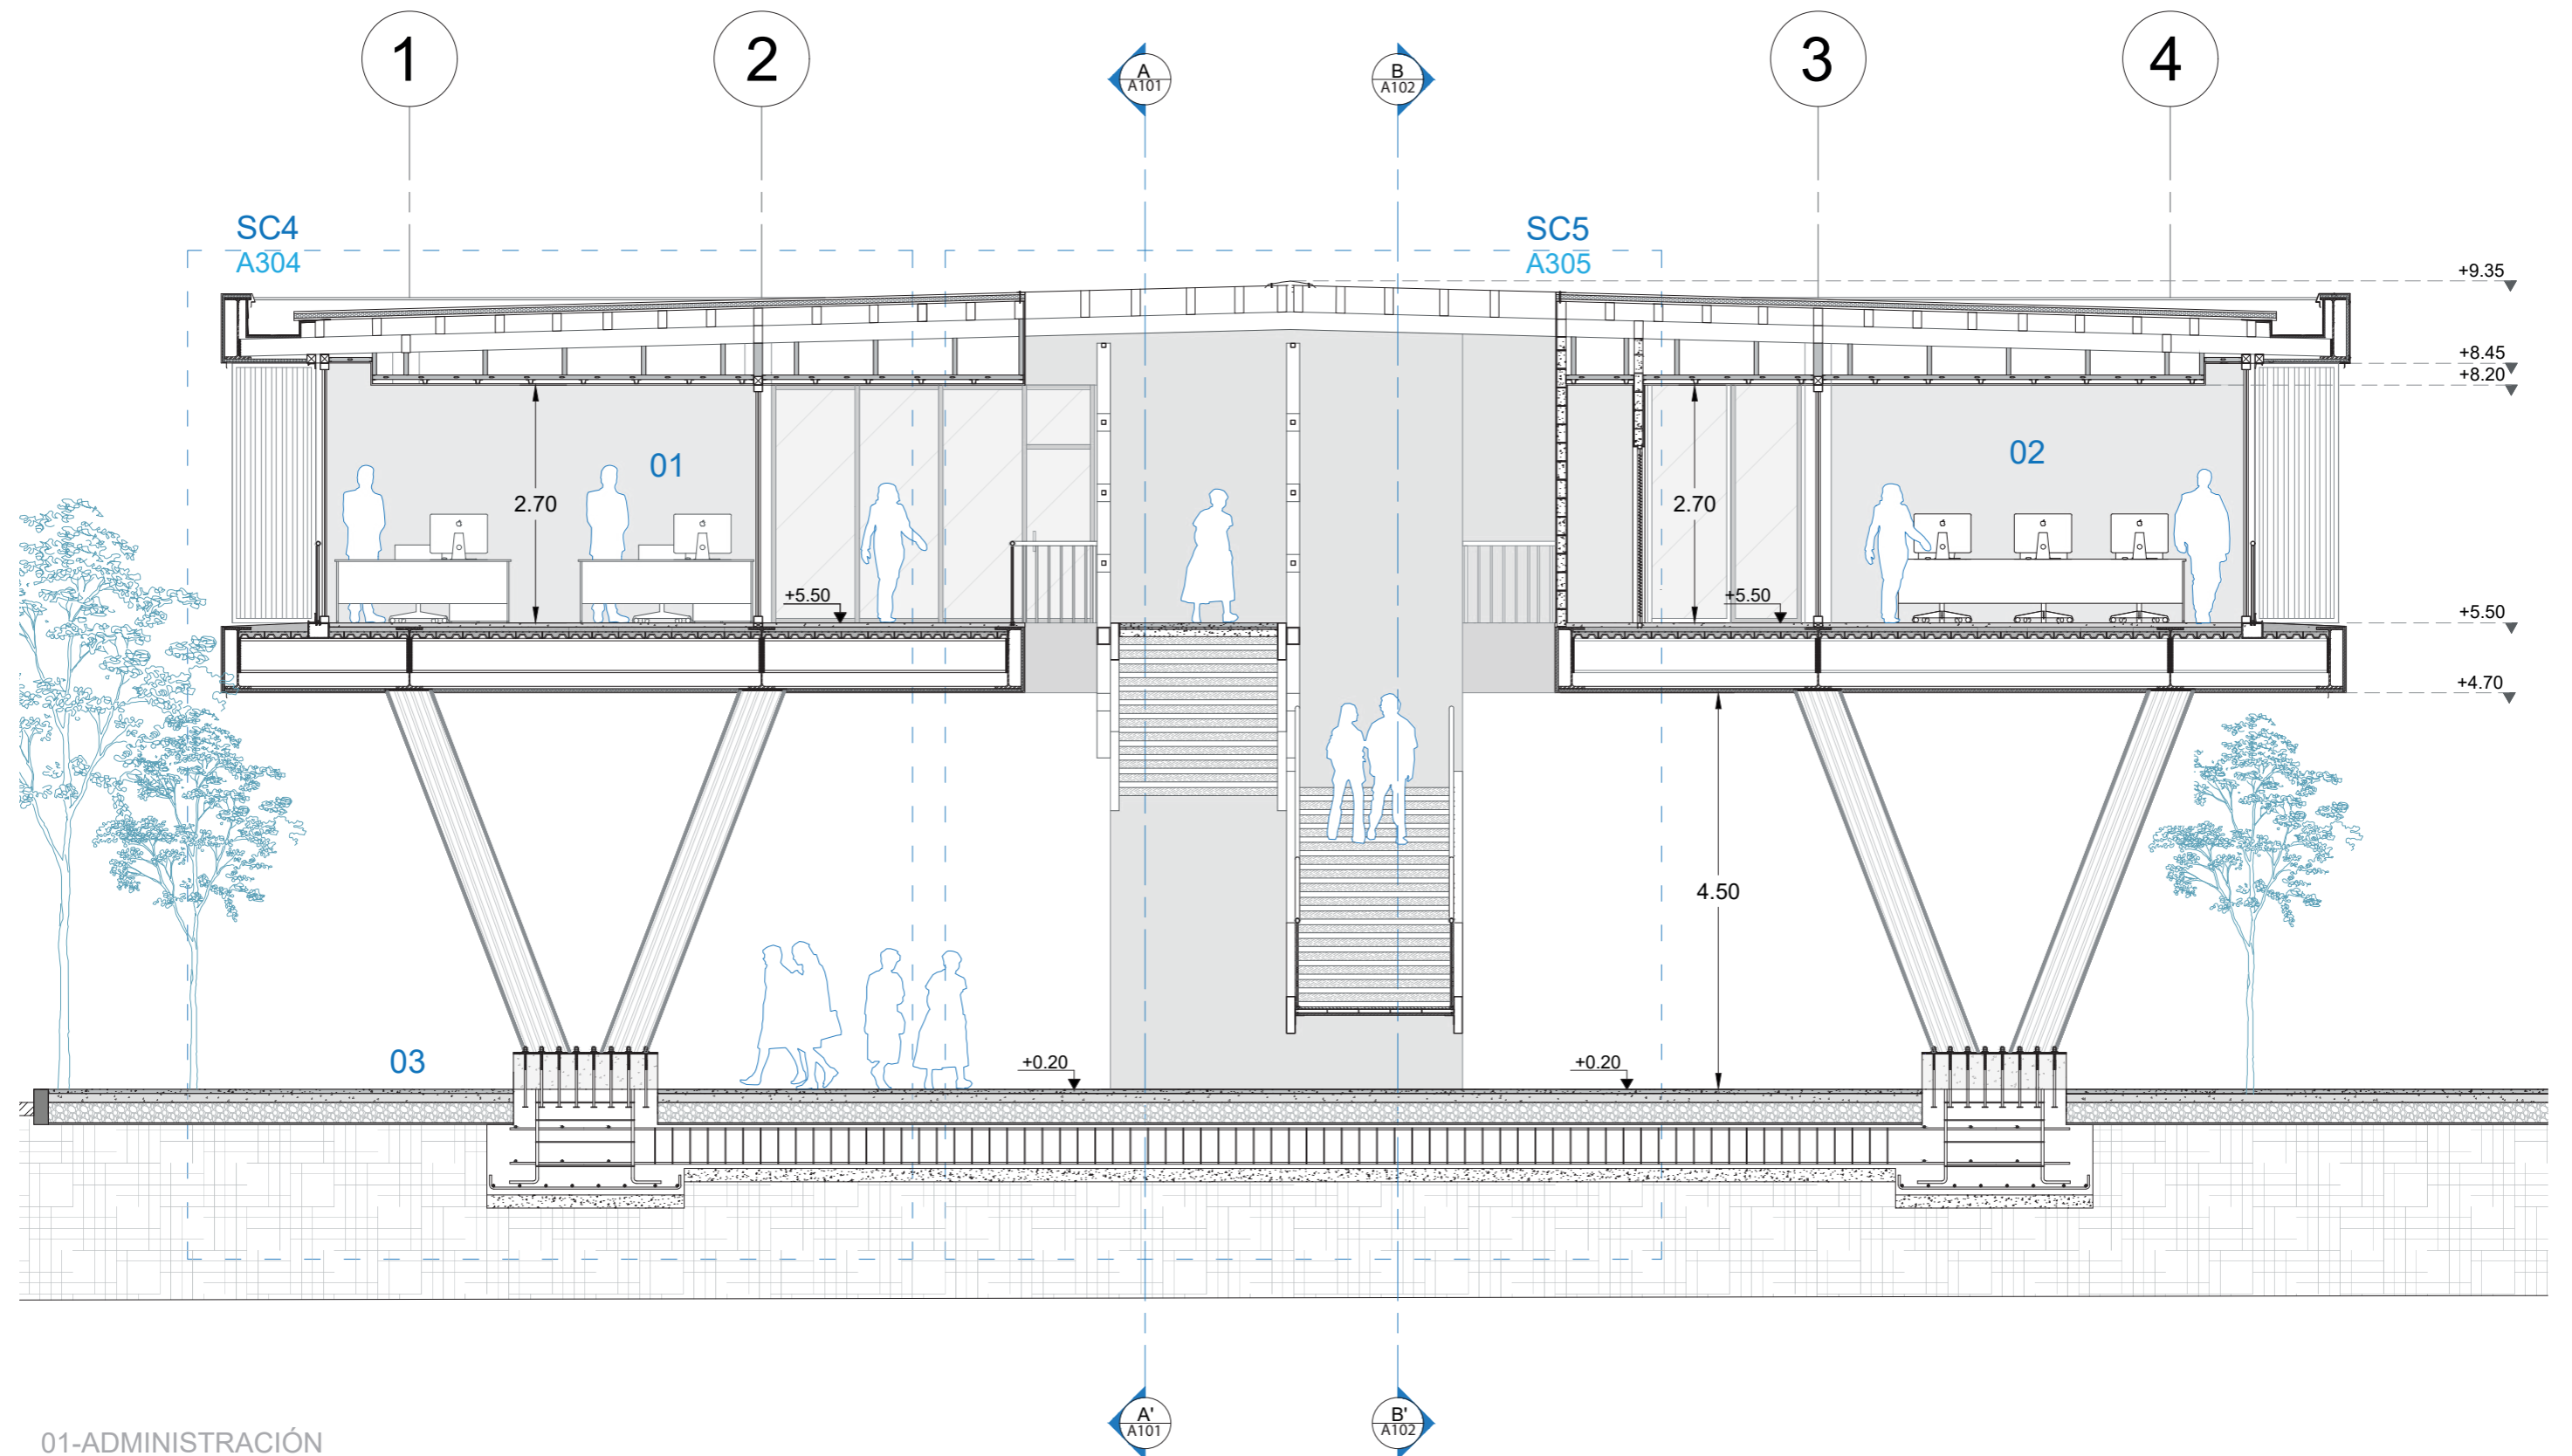 1
2
A
A101
B
A102
3
4
SC4
A304
SC5
A305
+9.35
+8.45
+8.20
01
02
2.70
2.70
+5.50
+5.50
+5.50
+4.70
4.50
03
+0.20
+0.20
A'
A101
B'
A102
01-ADMINISTRACIÓN